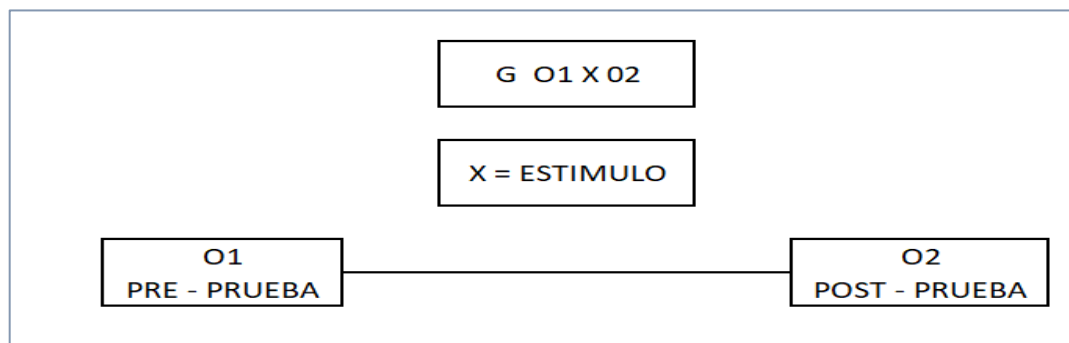 G O1 X 02
X = ESTIMULO
O1
PRE - PRUEBA
O2
POST - PRUEBA